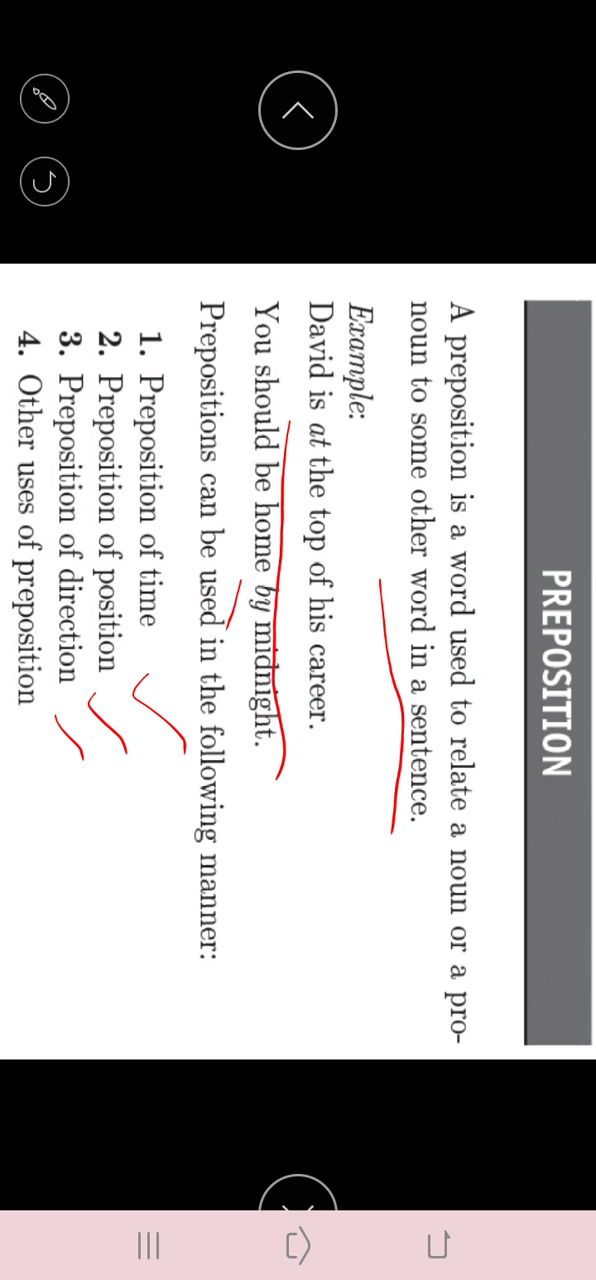 PREPOSITION
A preposition is a word used to relate a noun or a pro-
noun to some other word in a sentence.
Example:
David is at the top of his career.
You should be home by midnight.
Prepositions can be used in the following manner:
1. Preposition of time
2. Preposition of position
3. Preposition of direction
4. Other uses of preposition